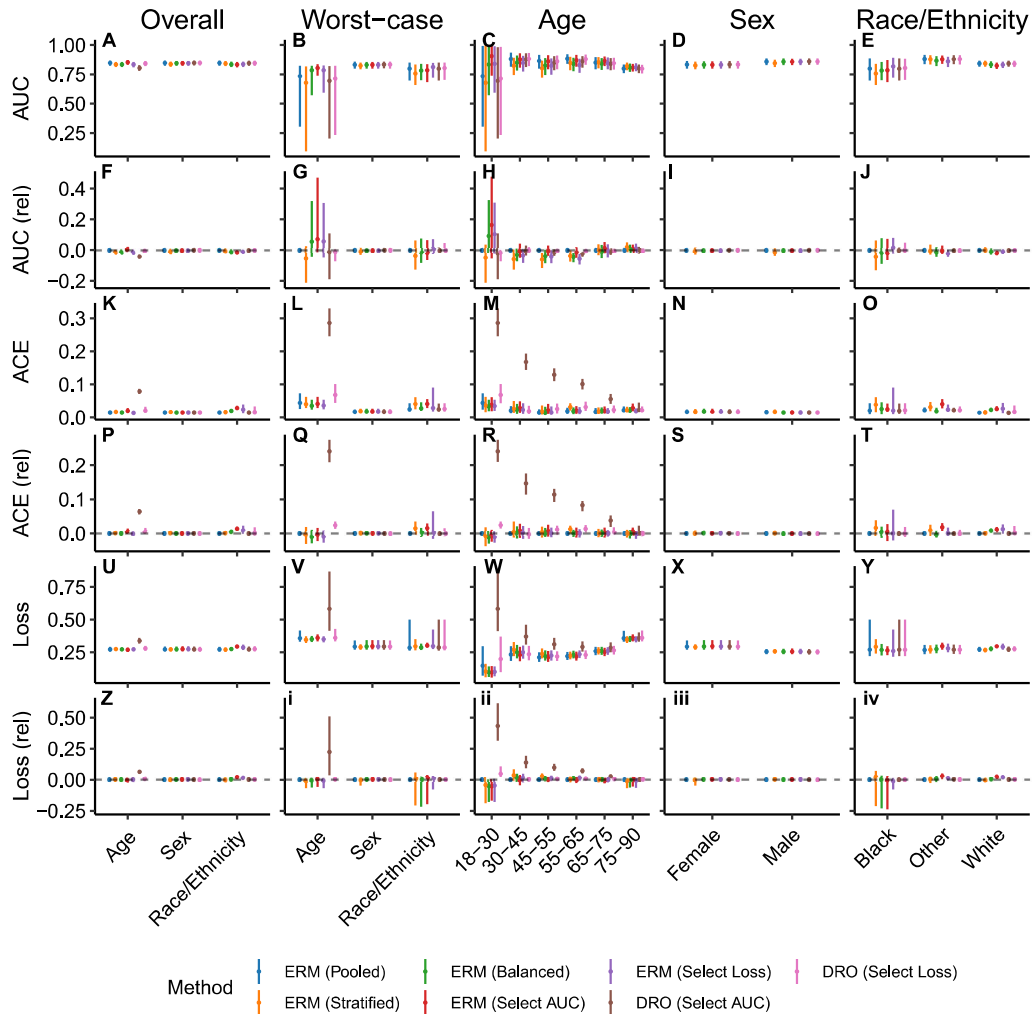 Overall Worst−case Age Sex Race/Ethnicity
A B C D E
AUC
1.00
0.75
0.50
0.25
F G H I J
AUC (rel)
0.4
0.2
0.0
−0.2
K L M N O
ACE
0.3
0.2
0.1
0.0
P Q R S T
ACE (rel)
0.2
0.1
0.0
U V W X Y
Loss
0.75
0.50
0.25
Z i ii iii iv
Loss (rel)
0.50
0.25
0.00
−0.25
Age Sex Race/Ethnicity Age Sex Race/Ethnicity 18−30 30−45 45−55 55−65 65−75 75−90 Female Male Black Other White
Method
ERM (Pooled) ERM (Balanced) ERM (Select Loss) DRO (Select Loss)
ERM (Stratified) ERM (Select AUC) DRO (Select AUC)